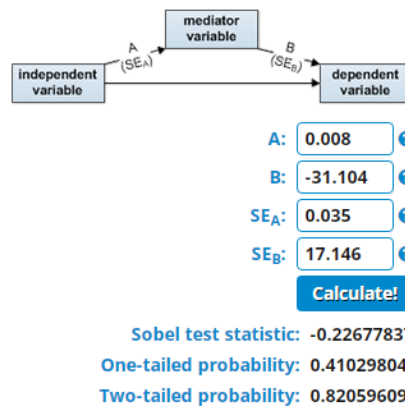 mediator
variable
A
(SEA)
B
(SEB)
independent
variable
dependent
variable
A: 0.008
B: -31.104
SEA: 0.035
SEB: 17.146
Calculate!
Sobel test statistic: -0.2267783
One-tailed probability: 0.41029804
Two-tailed probability: 0.82059609